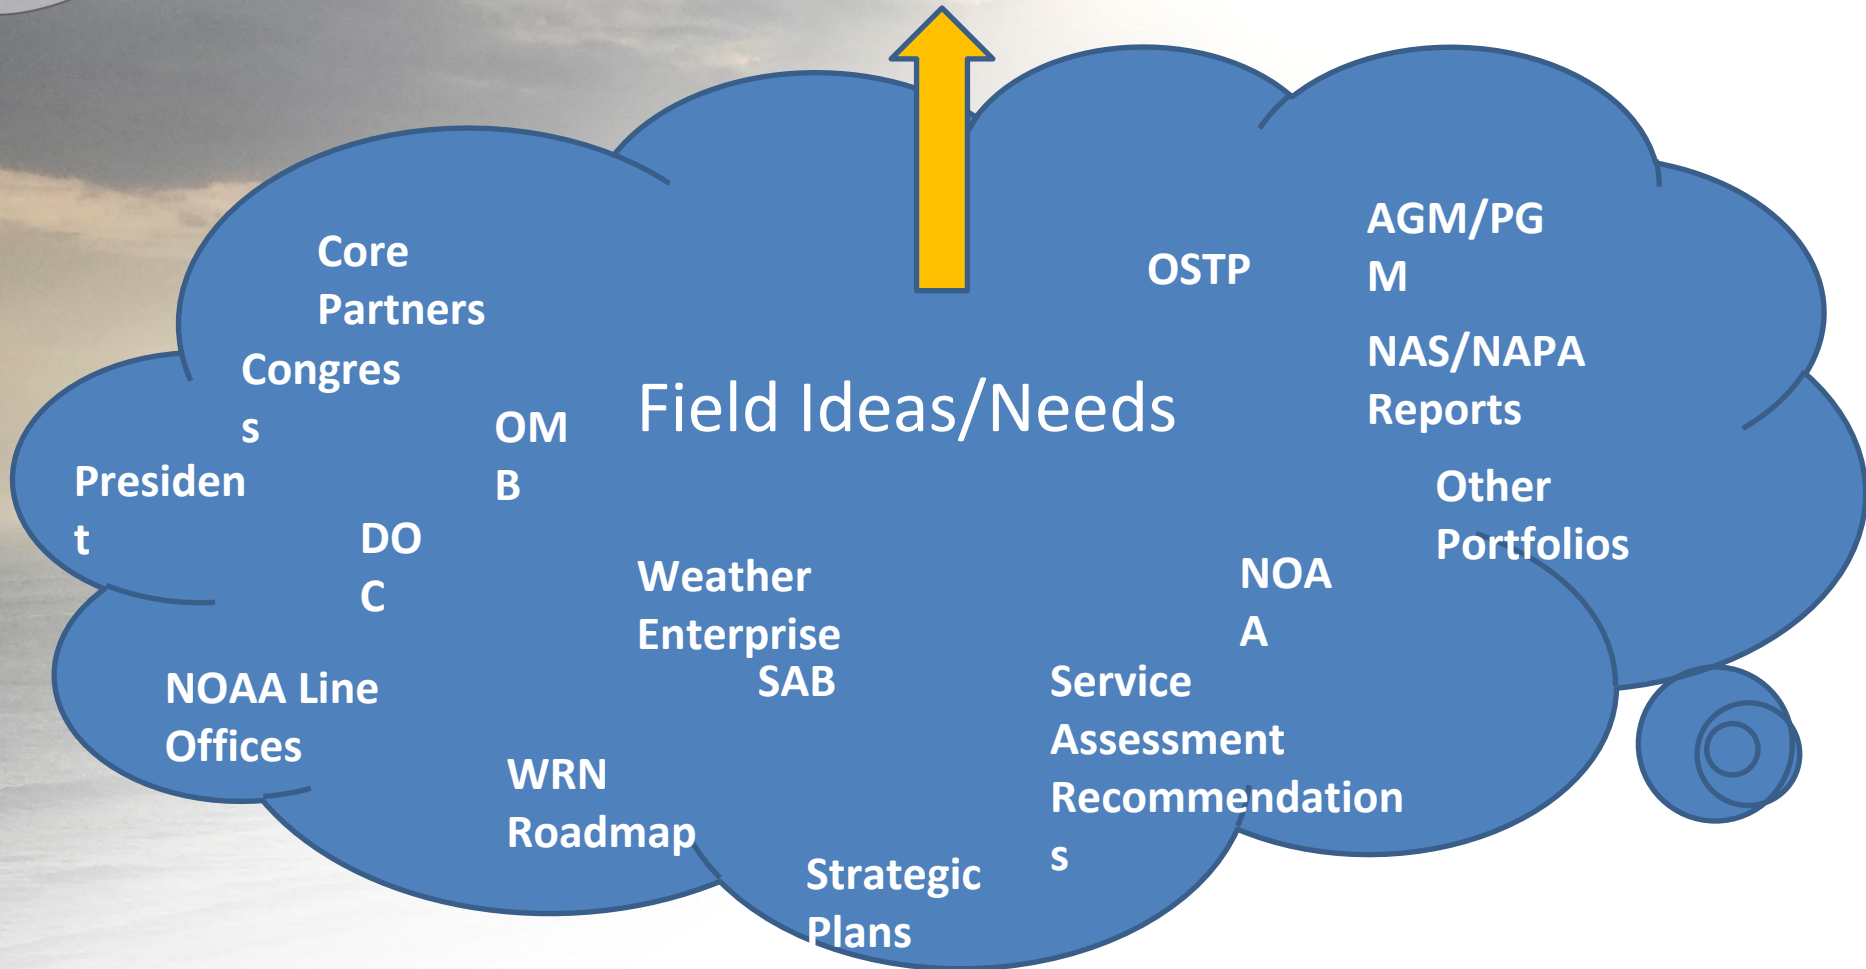 Core
Partners
Congres
s
Presiden
t
OM
B
DO
C
Field Ideas/Needs
OSTP
AGM/PG
M
NAS/NAPA
Reports
Other
Portfolios
NOA
A
Weather
Enterprise
SAB
Service
Assessment
Recommendation
s
NOAA Line
Offices
WRN
Roadmap
Strategic
Plans